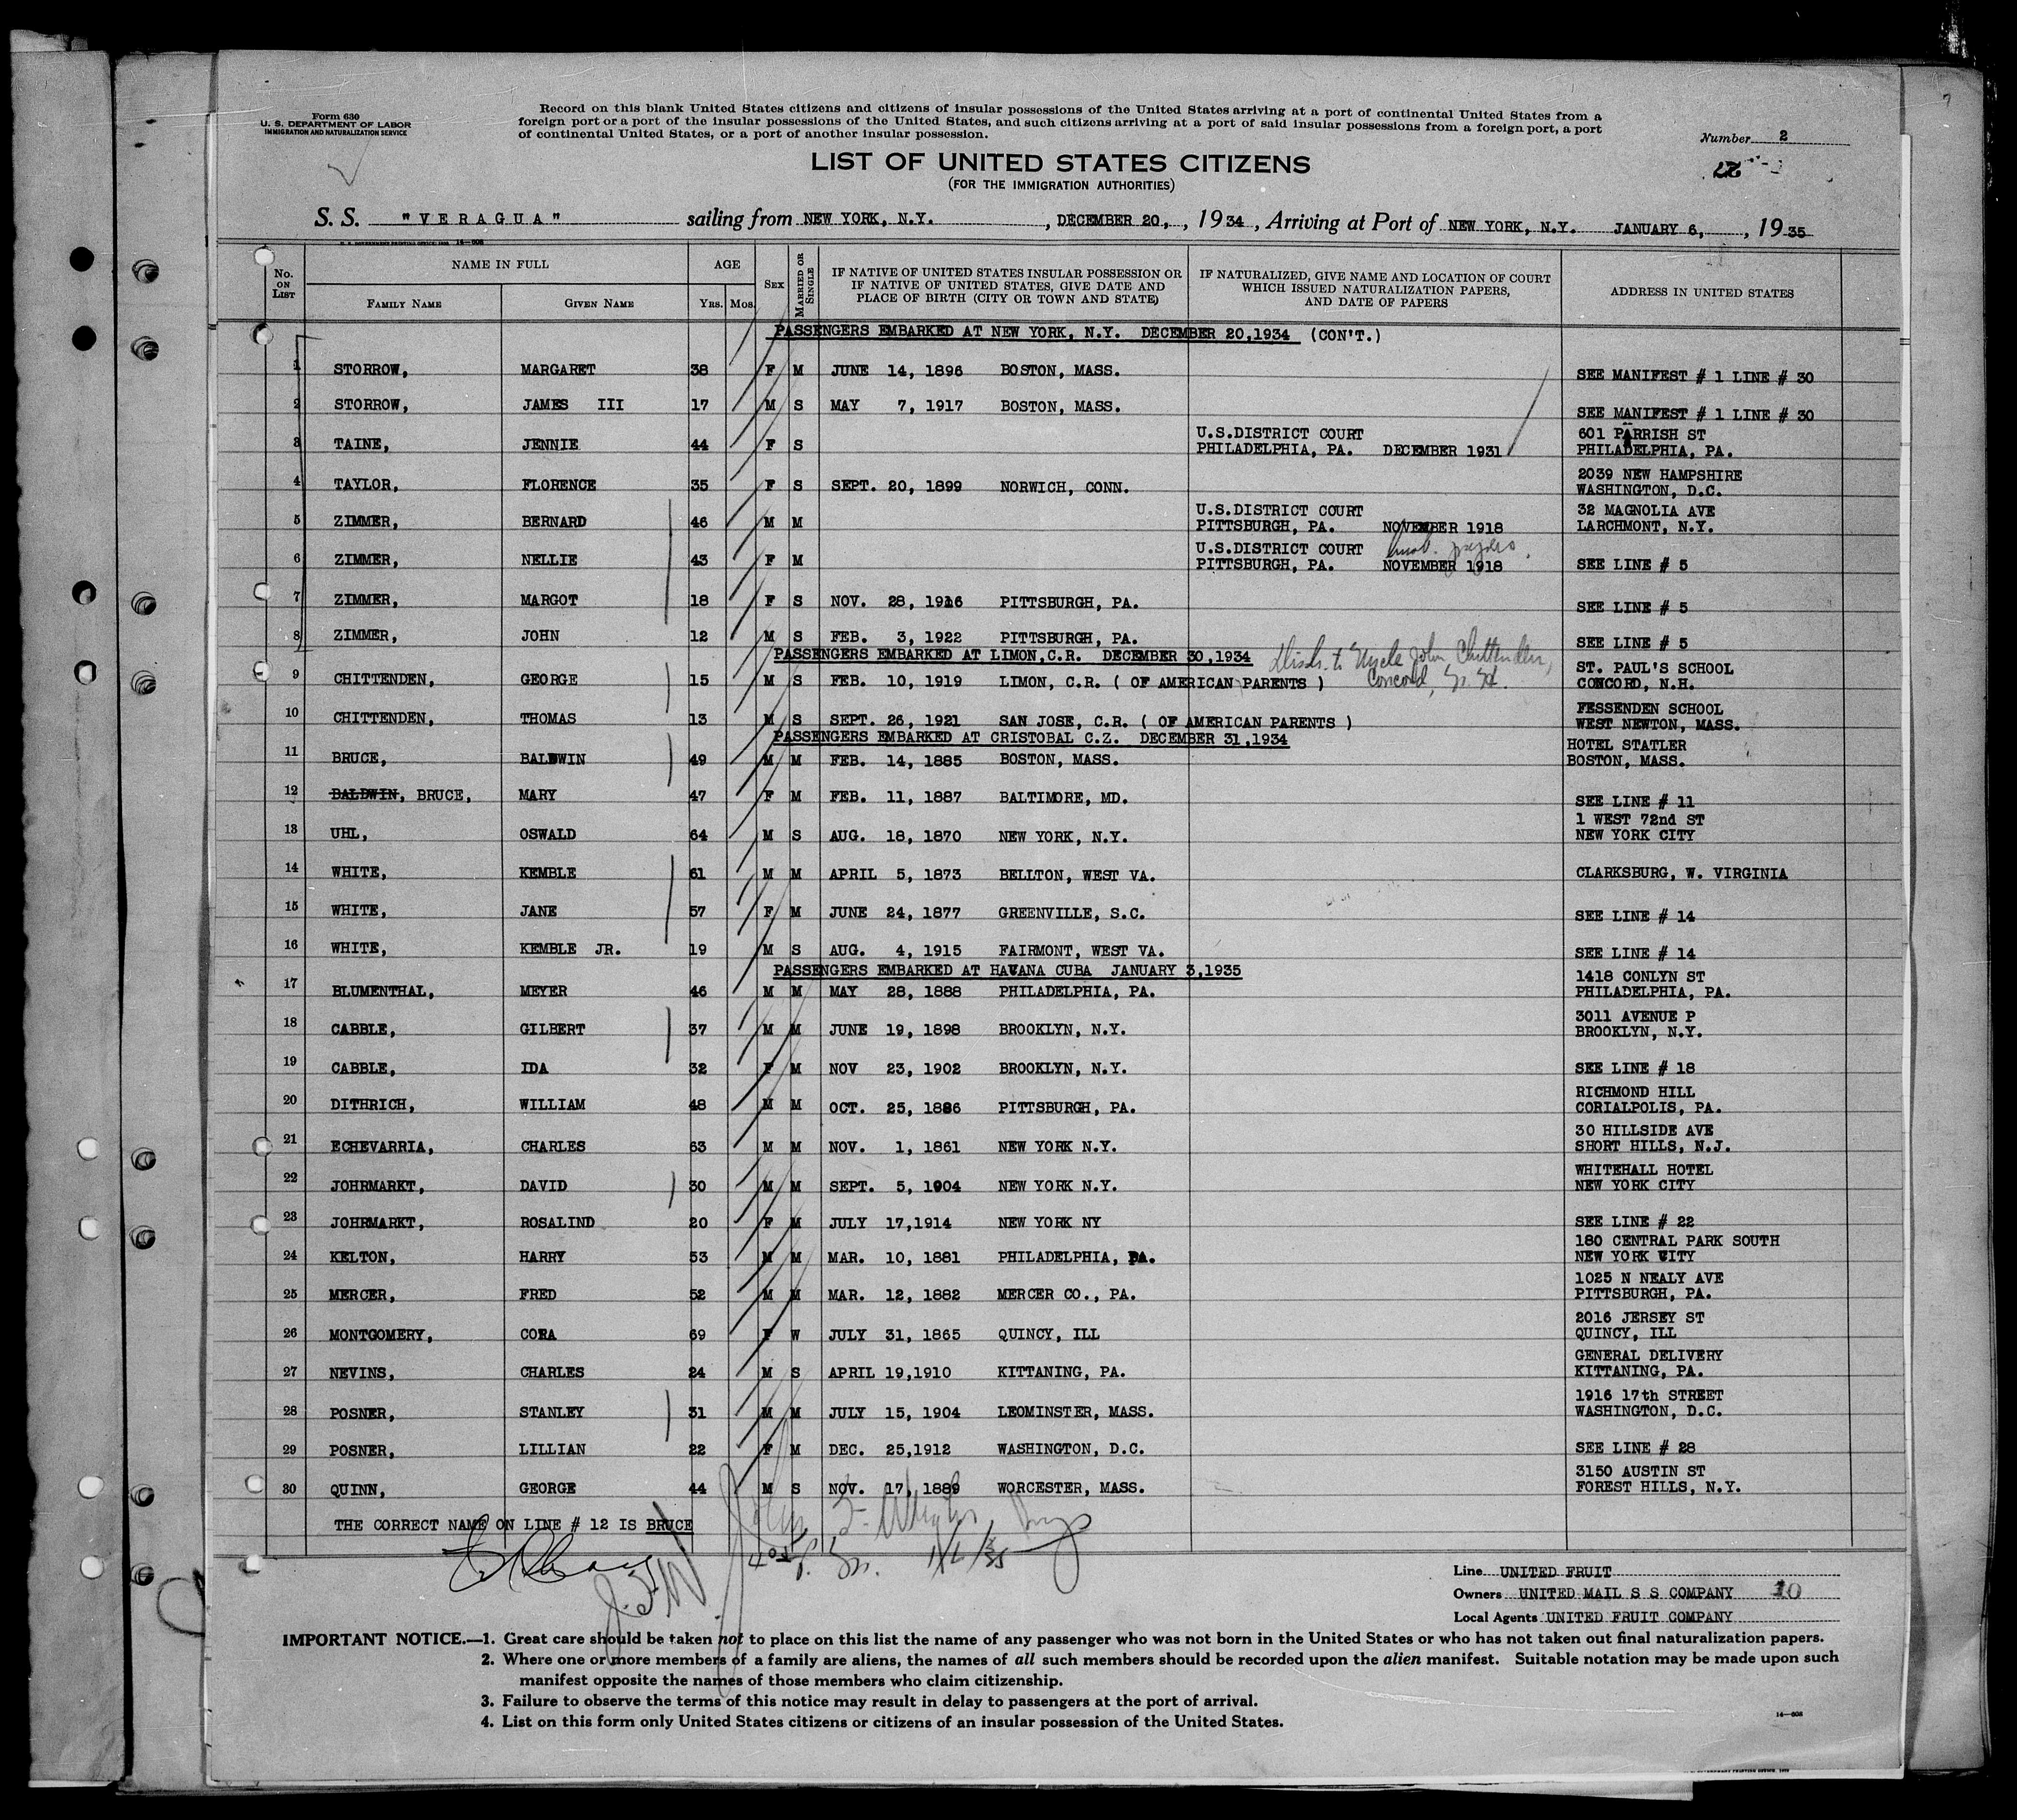 Form 630
U. S. DEPARTMENT OF LABOR
IMMIGRATION AND NATURALIZATION SERVICE
Record on this blank United States citizens and citizens of insular possessions of the United States arriving at a port of continental United States from a
foreign port or a port of the insular possessions of the United States, and such citizens arriving at a port of said insular possessions from a foreign port, a port
of continental United States, or a port of another insular possession.
Number 2
LIST OF UNITED STATES CITIZENS
(FOR THE IMMIGRATION AUTHORITIES)
S. S. "VERAGUA" sailing from NEW YORK, N.Y. , DECEMBER 20, , 1934 , Arriving at Port of NEW YORK, N.Y. JANUARY 6, , 1935
No. ON LIST
NAME IN FULL
FAMILY NAME GIVEN NAME
AGE
YRS. MOS.
SEX
MARRIED OR SINGLE
IF NATIVE OF UNITED STATES INSULAR POSSESSION OR
IF NATIVE OF UNITED STATES, GIVE DATE AND
PLACE OF BIRTH (CITY OR TOWN AND STATE)
IF NATURALIZED, GIVE NAME AND LOCATION OF COURT
WHICH ISSUED NATURALIZATION PAPERS,
AND DATE OF PAPERS
ADDRESS IN UNITED STATES
PASSENGERS EMBARKED AT NEW YORK, N.Y. DECEMBER 20,1934 (CON'T.)
1 STORROW, MARGARET 38 F M JUNE 14, 1896 BOSTON, MASS. SEE MANIFEST # 1 LINE # 30
2 STORROW, JAMES III 17 M S MAY 7, 1917 BOSTON, MASS. SEE MANIFEST # 1 LINE # 30
U.S.DISTRICT COURT 601 PARRISH ST
3 TAINE, JENNIE 44 F S PHILADELPHIA, PA. DECEMBER 1931 PHILADELPHIA, PA.
2039 NEW HAMPSHIRE
4 TAYLOR, FLORENCE 35 F S SEPT. 20, 1899 NORWICH, CONN. WASHINGTON, D.C.
U.S.DISTRICT COURT 32 MAGNOLIA AVE
5 ZIMMER, BERNARD 46 M M PITTSBURGH, PA. NOVEMBER 1918 LARCHMONT, N.Y.
U.S.DISTRICT COURT
6 ZIMMER, NELLIE 43 F M PITTSBURGH, PA. NOVEMBER 1918 SEE LINE # 5
7 ZIMMER, MARGOT 18 F S NOV. 28, 1916 PITTSBURGH, PA. SEE LINE # 5
8 ZIMMER, JOHN 12 M S FEB. 3, 1922 PITTSBURGH, PA. SEE LINE # 5
PASSENGERS EMBARKED AT LIMON,C.R. DECEMBER 30,1934 Disch. to Uncle John Chittenden,
Concord, N.H. ST. PAUL'S SCHOOL
9 CHITTENDEN, GEORGE 15 M S FEB. 10, 1919 LIMON, C.R. ( OF AMERICAN PARENTS ) CONCORD, N.H.
FESSENDEN SCHOOL
10 CHITTENDEN, THOMAS 13 M S SEPT. 26, 1921 SAN JOSE, C.R. ( OF AMERICAN PARENTS ) WEST NEWTON, MASS.
PASSENGERS EMBARKED AT CRISTOBAL C.Z. DECEMBER 31,1934
HOTEL STATLER
11 BRUCE, BALDWIN 49 M M FEB. 14, 1885 BOSTON, MASS. BOSTON, MASS.
12 BALDWIN, BRUCE, MARY 47 F M FEB. 11, 1887 BALTIMORE, MD. SEE LINE # 11
1 WEST 72nd ST
13 UHL, OSWALD 64 M S AUG. 18, 1870 NEW YORK, N.Y. NEW YORK CITY
14 WHITE, KEMBLE 61 M M APRIL 5, 1873 BELLTON, WEST VA. CLARKSBURG, W. VIRGINIA
15 WHITE, JANE 57 F M JUNE 24, 1877 GREENVILLE, S.C. SEE LINE # 14
16 WHITE, KEMBLE JR. 19 M S AUG. 4, 1915 FAIRMONT, WEST VA. SEE LINE # 14
PASSENGERS EMBARKED AT HAVANA CUBA JANUARY 3,1935
1418 CONLYN ST
17 BLUMENTHAL, MEYER 46 M M MAY 28, 1888 PHILADELPHIA, PA. PHILADELPHIA, PA.
3011 AVENUE P
18 CABBLE, GILBERT 37 M M JUNE 19, 1898 BROOKLYN, N.Y. BROOKLYN, N.Y.
19 CABBLE, IDA 32 F M NOV 23, 1902 BROOKLYN, N.Y. SEE LINE # 18
RICHMOND HILL
20 DITHRICH, WILLIAM 48 M M OCT. 25, 1886 PITTSBURGH, PA. CORIALPOLIS, PA.
30 HILLSIDE AVE
21 ECHEVARRIA, CHARLES 63 M M NOV. 1, 1861 NEW YORK N.Y. SHORT HILLS, N.J.
WHITEHALL HOTEL
22 JOHRMARKT, DAVID 30 M M SEPT. 5, 1904 NEW YORK N.Y. NEW YORK CITY
23 JOHRMARKT, ROSALIND 20 F M JULY 17,1914 NEW YORK NY SEE LINE # 22
180 CENTRAL PARK SOUTH
24 KELTON, HARRY 53 M M MAR. 10, 1881 PHILADELPHIA, PA. NEW YORK CITY
1025 N NEALY AVE
25 MERCER, FRED 52 M M MAR. 12, 1882 MERCER CO., PA. PITTSBURGH, PA.
2016 JERSEY ST
26 MONTGOMERY, CORA 69 F W JULY 31, 1865 QUINCY, ILL QUINCY, ILL
GENERAL DELIVERY
27 NEVINS, CHARLES 24 M S APRIL 19,1910 KITTANING, PA. KITTANING, PA.
1916 17th STREET
28 POSNER, STANLEY 31 M M JULY 15, 1904 LEOMINSTER, MASS. WASHINGTON, D.C.
29 POSNER, LILLIAN 22 F M DEC. 25,1912 WASHINGTON, D.C. SEE LINE # 28
3150 AUSTIN ST
30 QUINN, GEORGE 44 M S NOV. 17, 1889 WORCESTER, MASS. FOREST HILLS, N.Y.
THE CORRECT NAME ON LINE # 12 IS BRUCE
Line UNITED FRUIT
Owners UNITED MAIL S S COMPANY 10
Local Agents UNITED FRUIT COMPANY
IMPORTANT NOTICE.—1. Great care should be taken not to place on this list the name of any passenger who was not born in the United States or who has not taken out final naturalization papers.
2. Where one or more members of a family are aliens, the names of all such members should be recorded upon the alien manifest. Suitable notation may be made upon such
manifest opposite the names of those members who claim citizenship.
3. Failure to observe the terms of this notice may result in delay to passengers at the port of arrival.
4. List on this form only United States citizens or citizens of an insular possession of the United States.
14—608